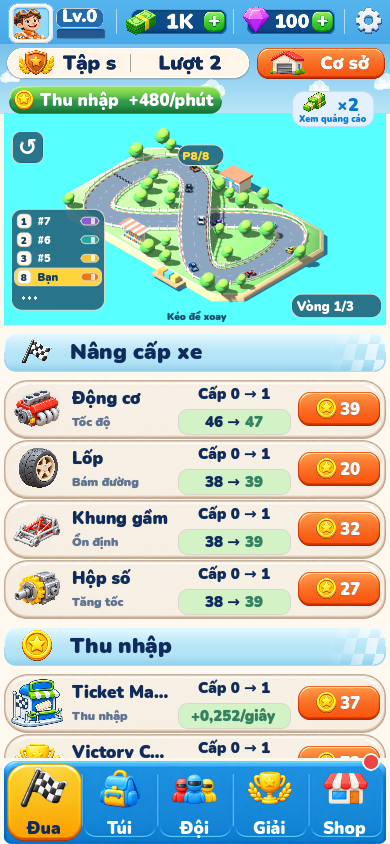 Lv.0
1K
100
Tập s
Lượt 2
Cơ sở
Thu nhập +480/phút
×2
Xem quảng cáo
P8/8
1 #7
2 #6
3 #5
8 Bạn
...
Vòng 1/3
Kéo để xoay
Nâng cấp xe
Động cơ
Tốc độ
Cấp 0 → 1
46 → 47
39
Lốp
Bám đường
Cấp 0 → 1
38 → 39
20
Khung gầm
Ổn định
Cấp 0 → 1
38 → 39
32
Hộp số
Tăng tốc
Cấp 0 → 1
38 → 39
27
Thu nhập
Ticket Ma...
Thu nhập
Cấp 0 → 1
+0,252/giây
37
Victory C...
Cấp 0 → 1
Đua
Túi
Đội
Giải
Shop